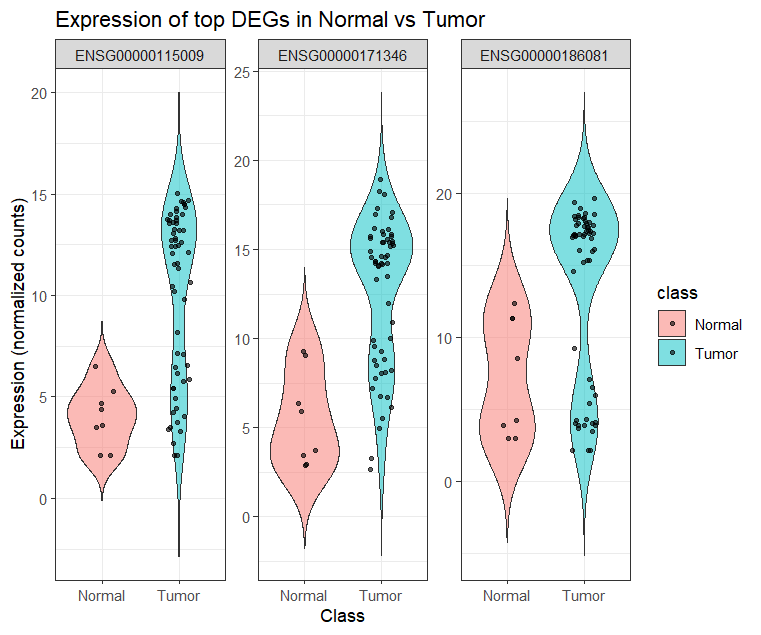 Expression of top DEGs in Normal vs Tumor
ENSG00000115009
ENSG00000171346
ENSG00000186081
Expression (normalized counts)
20
15
10
5
0
25
20
15
10
5
0
20
10
0
Normal
Tumor
Normal
Tumor
Normal
Tumor
Class
class
Normal
Tumor